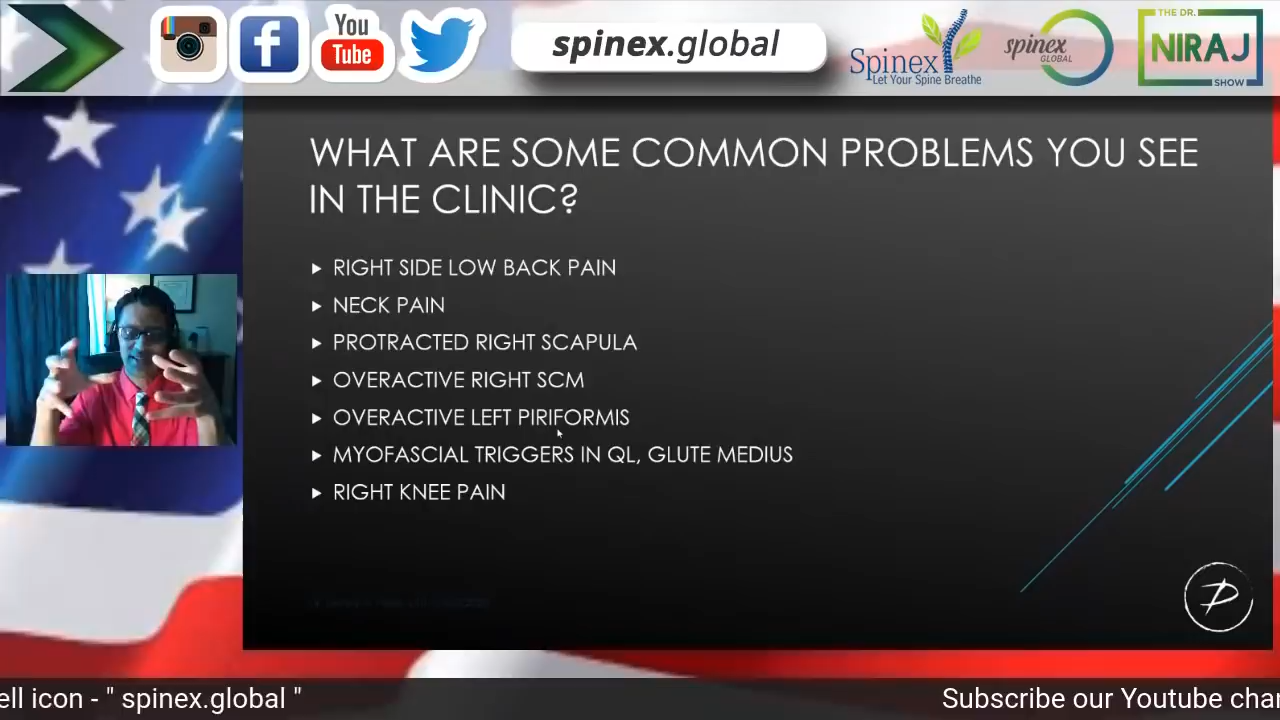 You
Tube
spinex.global
Spinex
Let Your Spine Breathe
spinex
GLOBAL
THE DR.
NIRAJ
SHOW
WHAT ARE SOME COMMON PROBLEMS YOU SEE
IN THE CLINIC?
RIGHT SIDE LOW BACK PAIN
NECK PAIN
PROTRACTED RIGHT SCAPULA
OVERACTIVE RIGHT SCM
OVERACTIVE LEFT PIRIFORMIS
MYOFASCIAL TRIGGERS IN QL, GLUTE MEDIUS
RIGHT KNEE PAIN
ell icon - " spinex.global "
Subscribe our Youtube chan